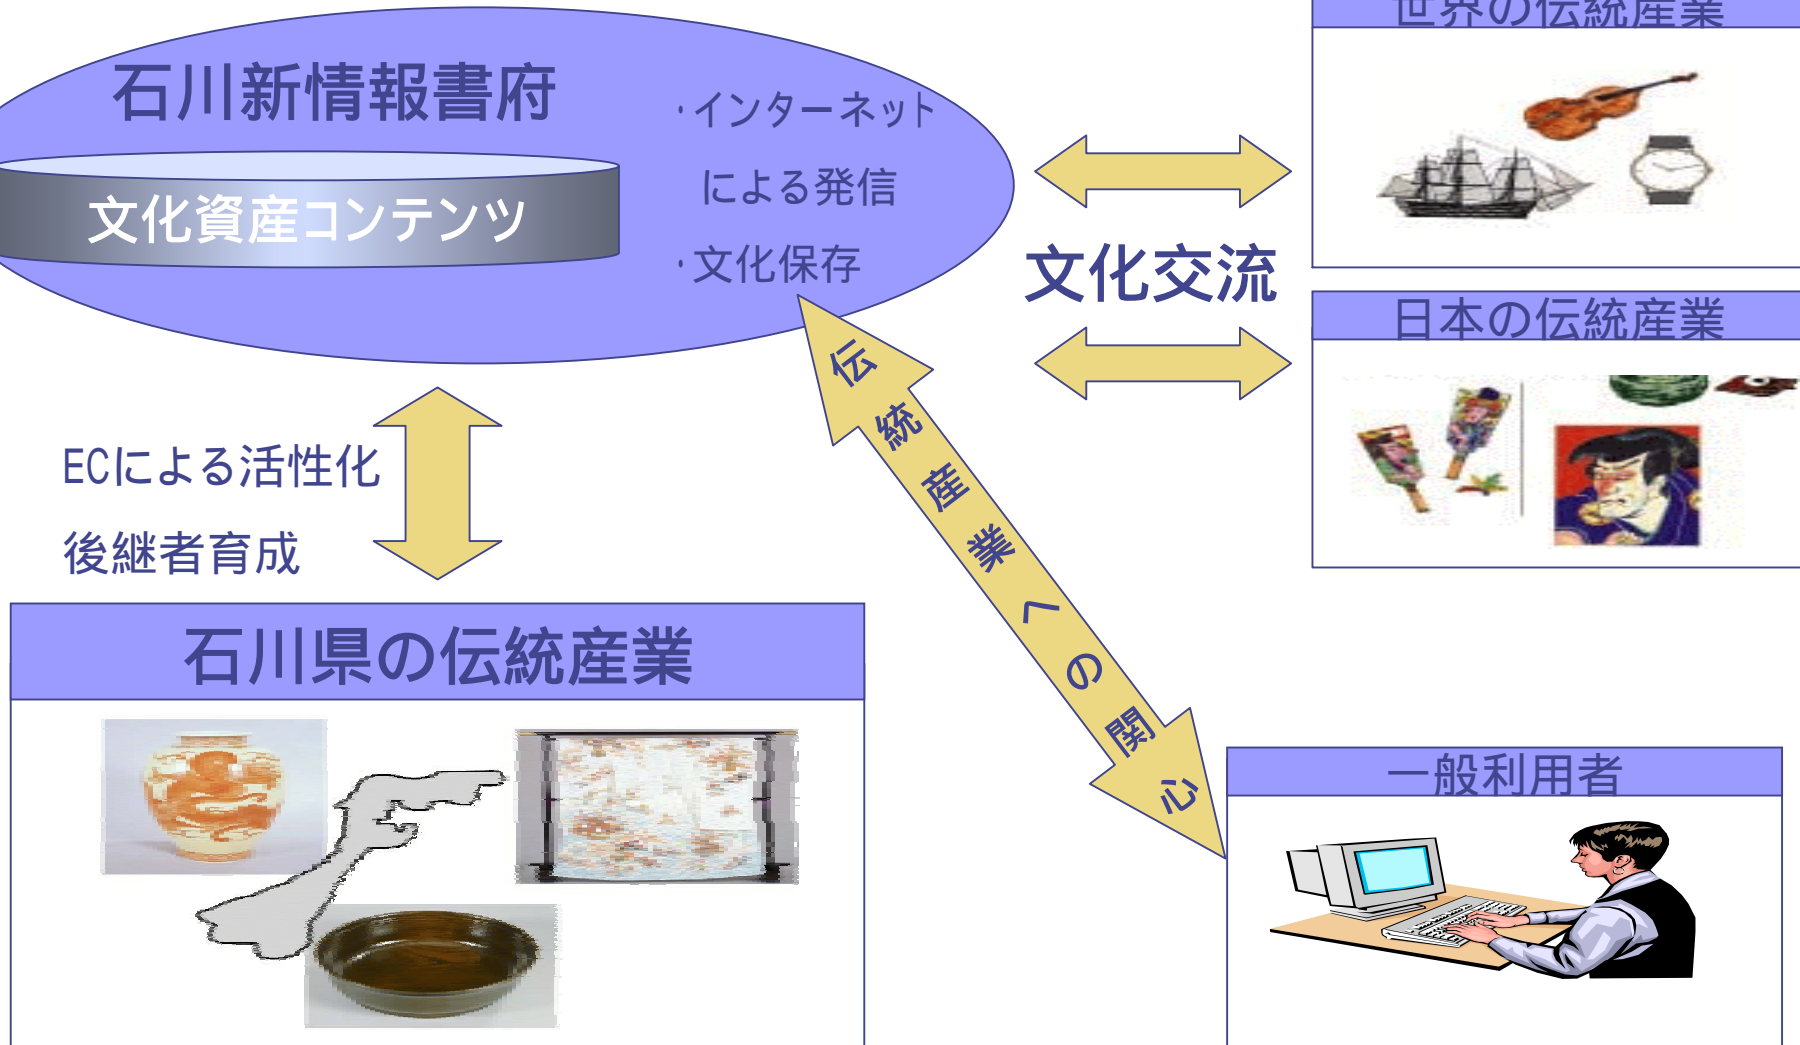 石川新情報書府
文化資産コンテンツ
・インターネット
による発信
・文化保存
世界の伝統産業
文化交流
日本の伝統産業
伝統産業への関心
ECによる活性化
後継者育成
石川県の伝統産業
一般利用者